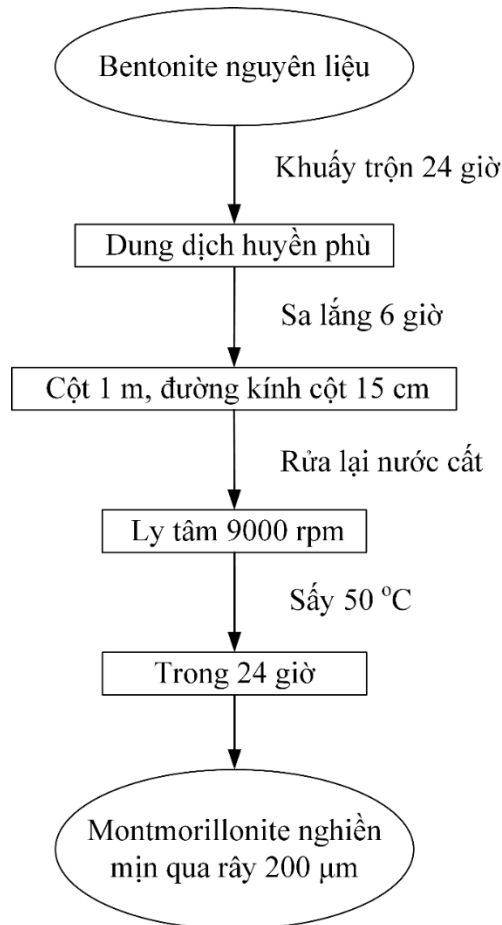 Bentonite nguyên liệu
Khuấy trộn 24 giờ
Dung dịch huyền phù
Sa lắng 6 giờ
Cột 1 m, đường kính cột 15 cm
Rửa lại nước cất
Ly tâm 9000 rpm
Sấy 50 °C
Trong 24 giờ
Montmorillonite nghiền
mịn qua rây 200 μm